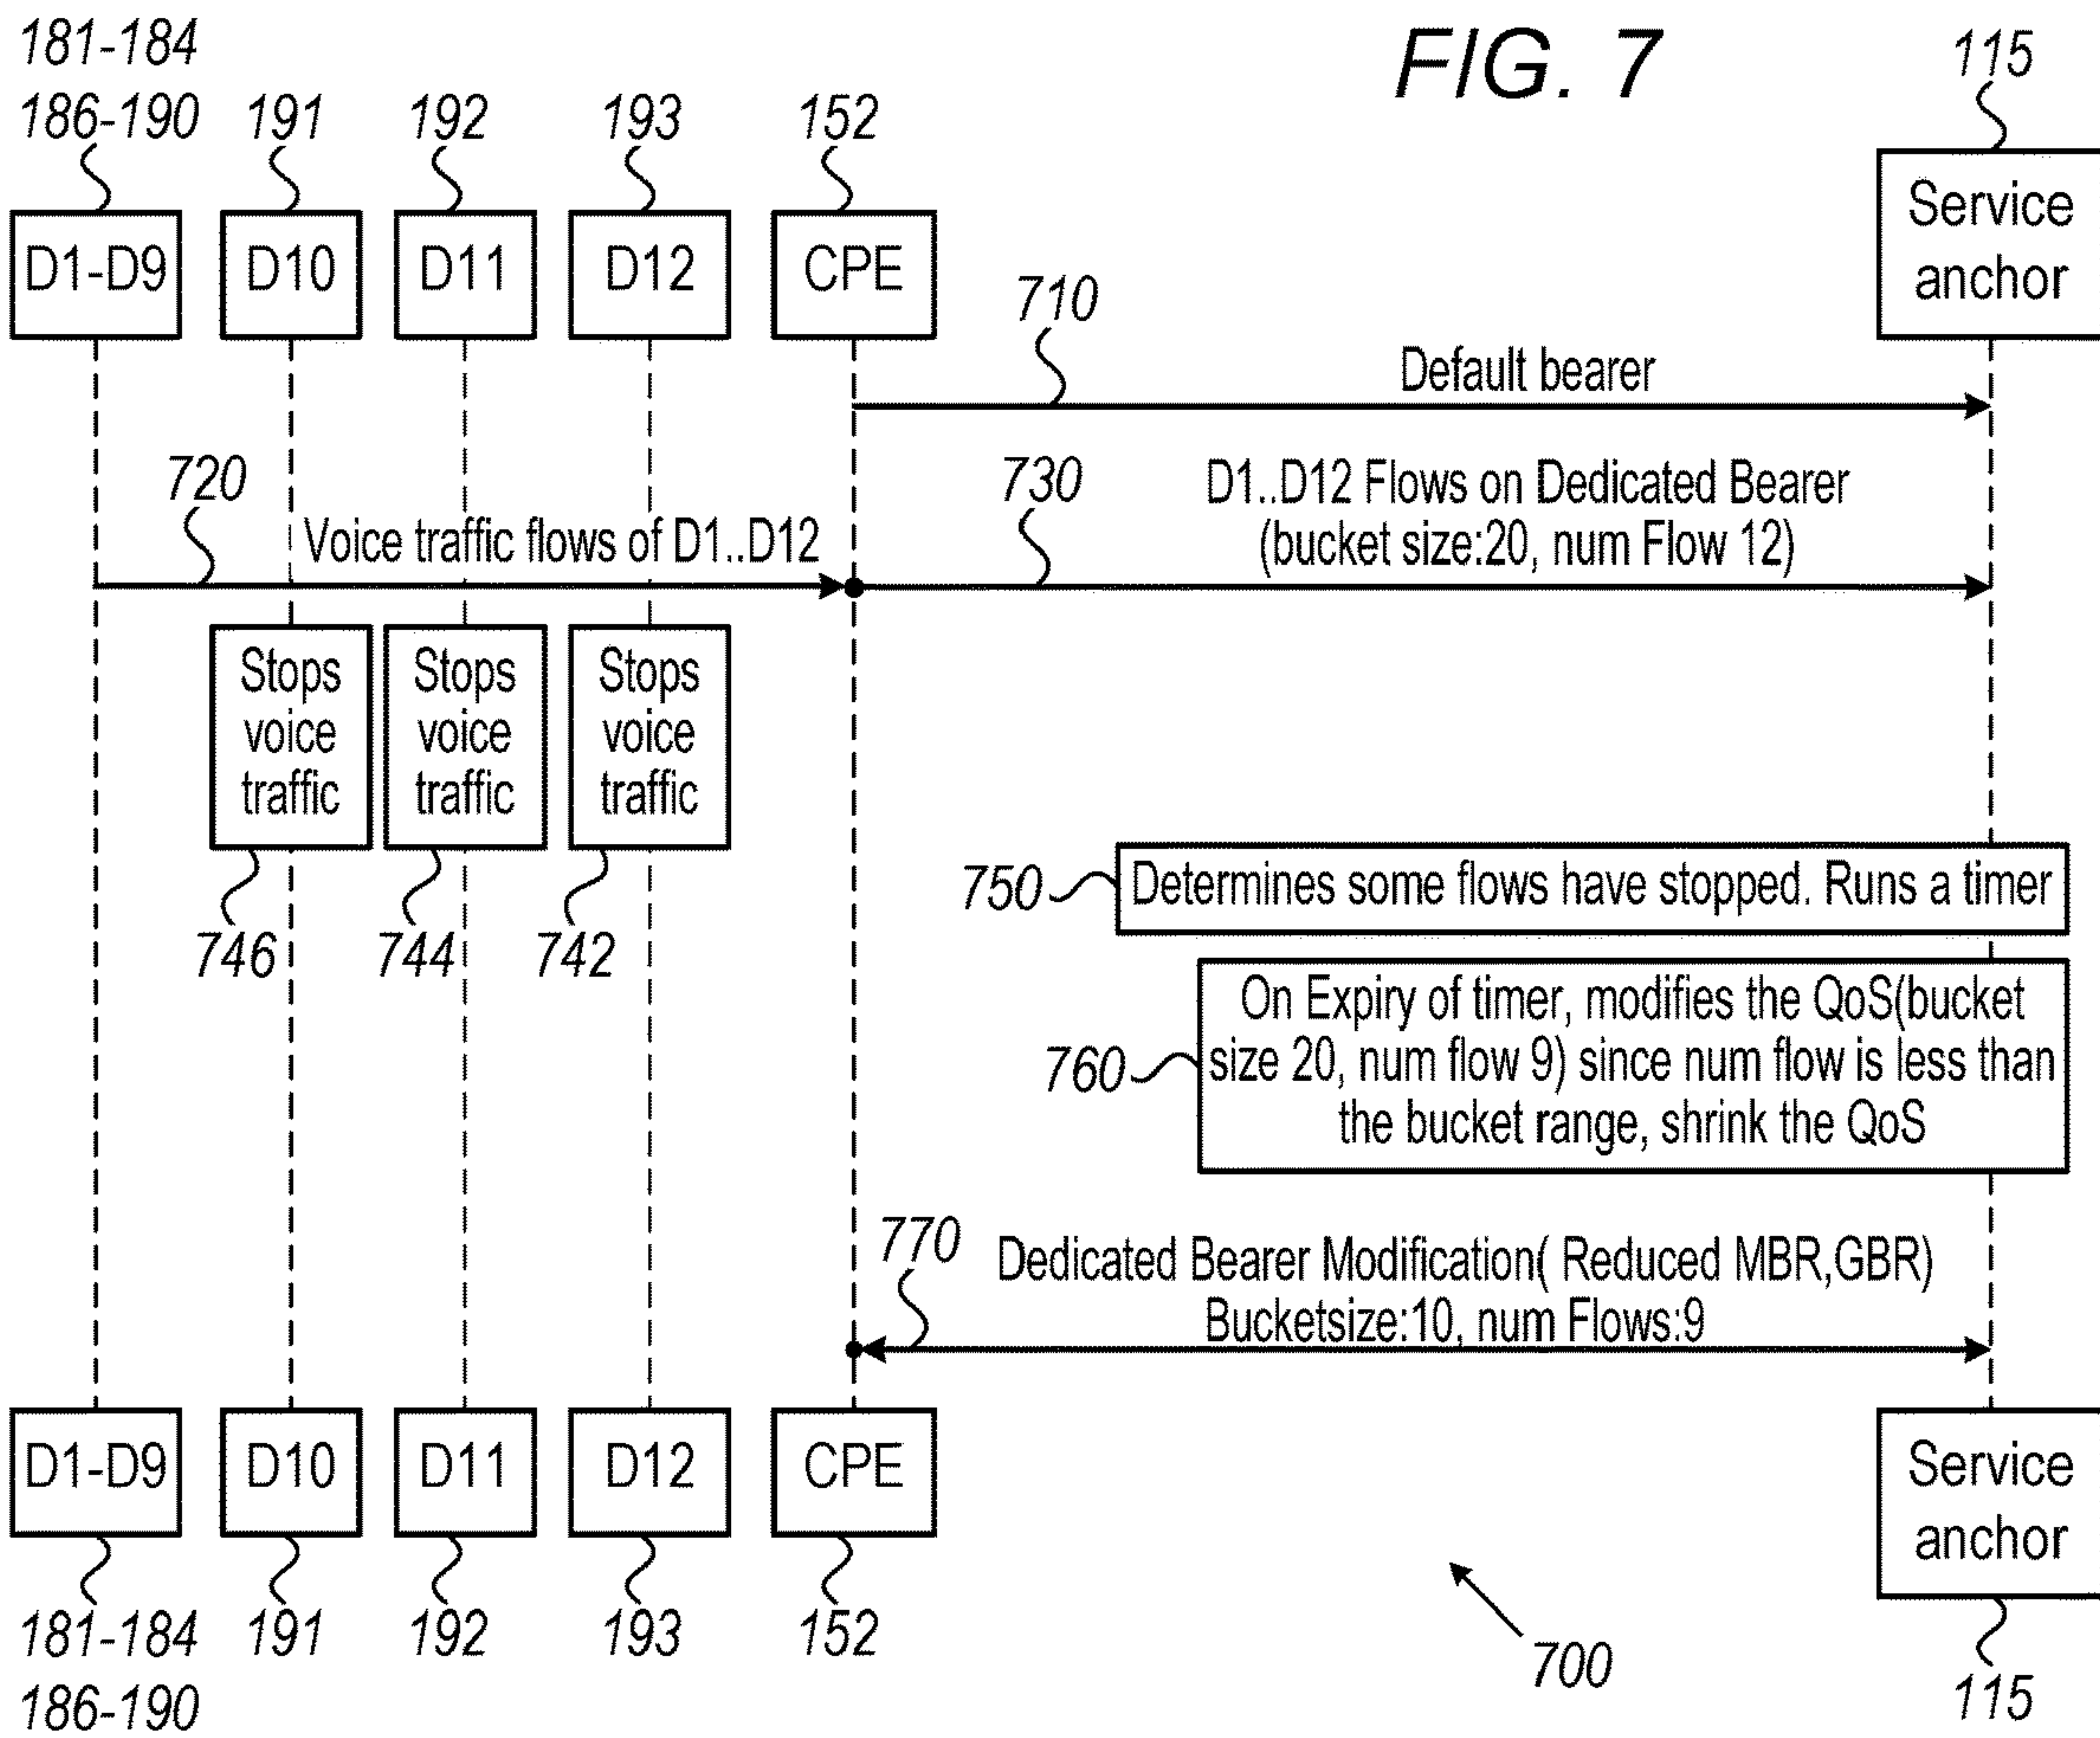 181-184
186-190
191
192
193
152
FIG. 7
115
D1-D9
D10
D11
D12
CPE
Service
anchor
710
Default bearer
720
Voice traffic flows of D1..D12
730
D1..D12 Flows on Dedicated Bearer
(bucket size:20, num Flow 12)
Stops
voice
traffic
Stops
voice
traffic
Stops
voice
traffic
746
744
742
750
Determines some flows have stopped. Runs a timer
760
On Expiry of timer, modifies the QoS(bucket
size 20, num flow 9) since num flow is less than
the bucket range, shrink the QoS
770
Dedicated Bearer Modification( Reduced MBR,GBR)
Bucketsize:10, num Flows:9
D1-D9
D10
D11
D12
CPE
Service
anchor
181-184
186-190
191
192
193
152
700
115